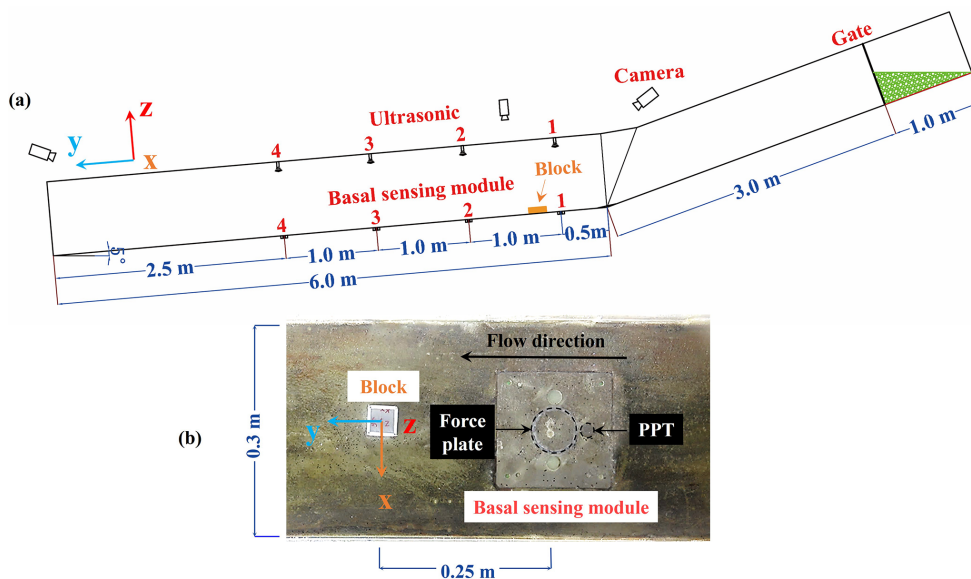 Gate
Camera
(a)
z
Ultrasonic
1
y
2
3
x
4
1.0 m
Block
Basal sensing module
1
3.0 m
2
3
4
0.5m
1.0 m
5°
1.0 m
1.0 m
2.5 m
6.0 m
Flow direction
Block
0.3 m
(b)
y
z
Force
plate
PPT
x
Basal sensing module
0.25 m